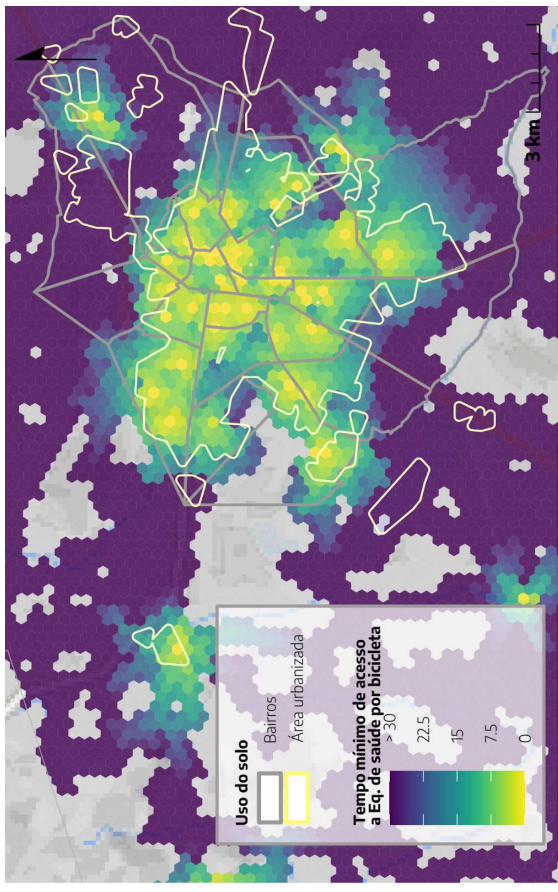 3 km
Uso do solo
Bairros
Área urbanizada
Tempo mínimo de acesso
a Eq. de saúde por bicicleta
> 30
22.5
15
7.5
0